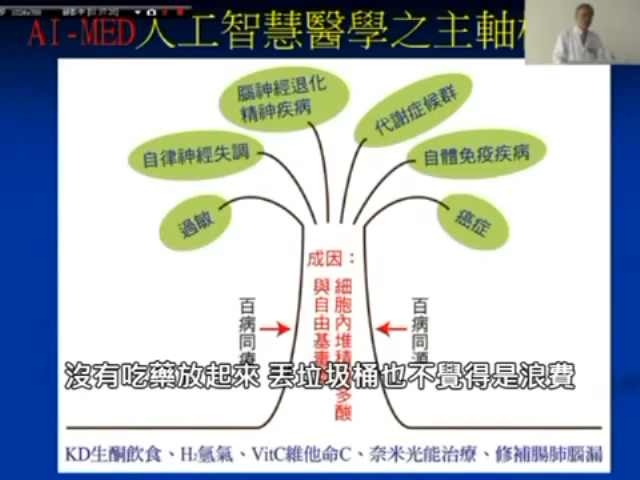 AI-MED人工智慧醫學之主軸
腦神經退化
精神疾病
代謝症候群
自律神經失調
自體免疫疾病
過敏
癌症
成因：
細胞內堆積
多酸
與自由基毒
百病同療
百病同源
沒有吃藥放起來 丟垃圾桶也不覺得是浪費
KD生酮飲食、H₂氫氣、VitC維他命C、奈米光能治療、修補腸肺腦漏